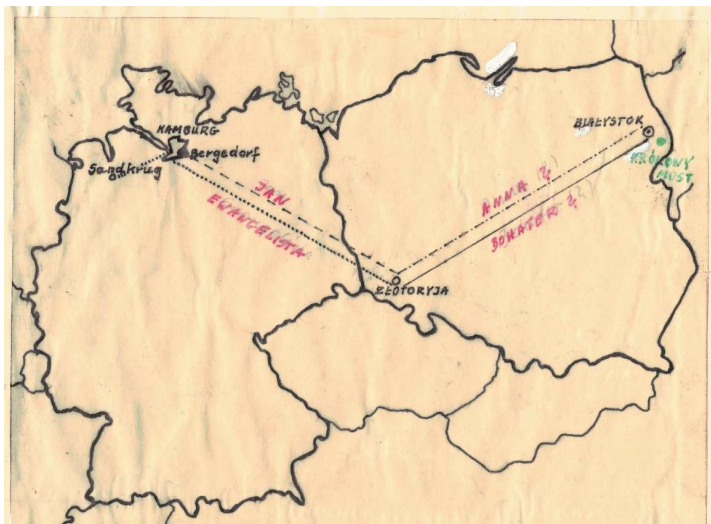 HAMBURG
Bergedorf
Sandkrug
JAN
EWANGELISTA
ZŁOTORYJA
ANNA (?)
BOHATER ?
BIAŁYSTOK
KRÓLOWY
MOST